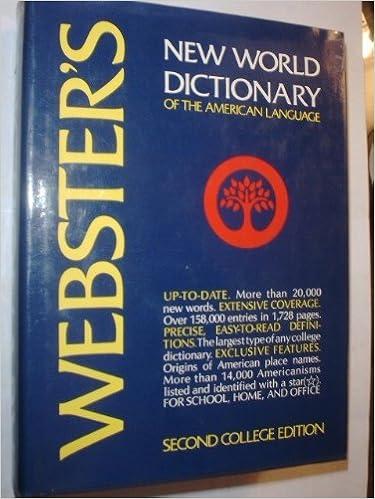 WEBSTER'S
NEW WORLD
DICTIONARY
OF THE AMERICAN LANGUAGE
UP-TO-DATE. More than 20,000
new words. EXTENSIVE COVERAGE.
Over 158,000 entries in 1,728 pages.
PRECISE, EASY-TO-READ DEFINI-
TIONS. The largest type of any college
dictionary. EXCLUSIVE FEATURES.
Origins of American place names.
More than 14,000 Americanisms
listed and identified with a star(☆).
FOR SCHOOL, HOME, AND OFFICE
SECOND COLLEGE EDITION